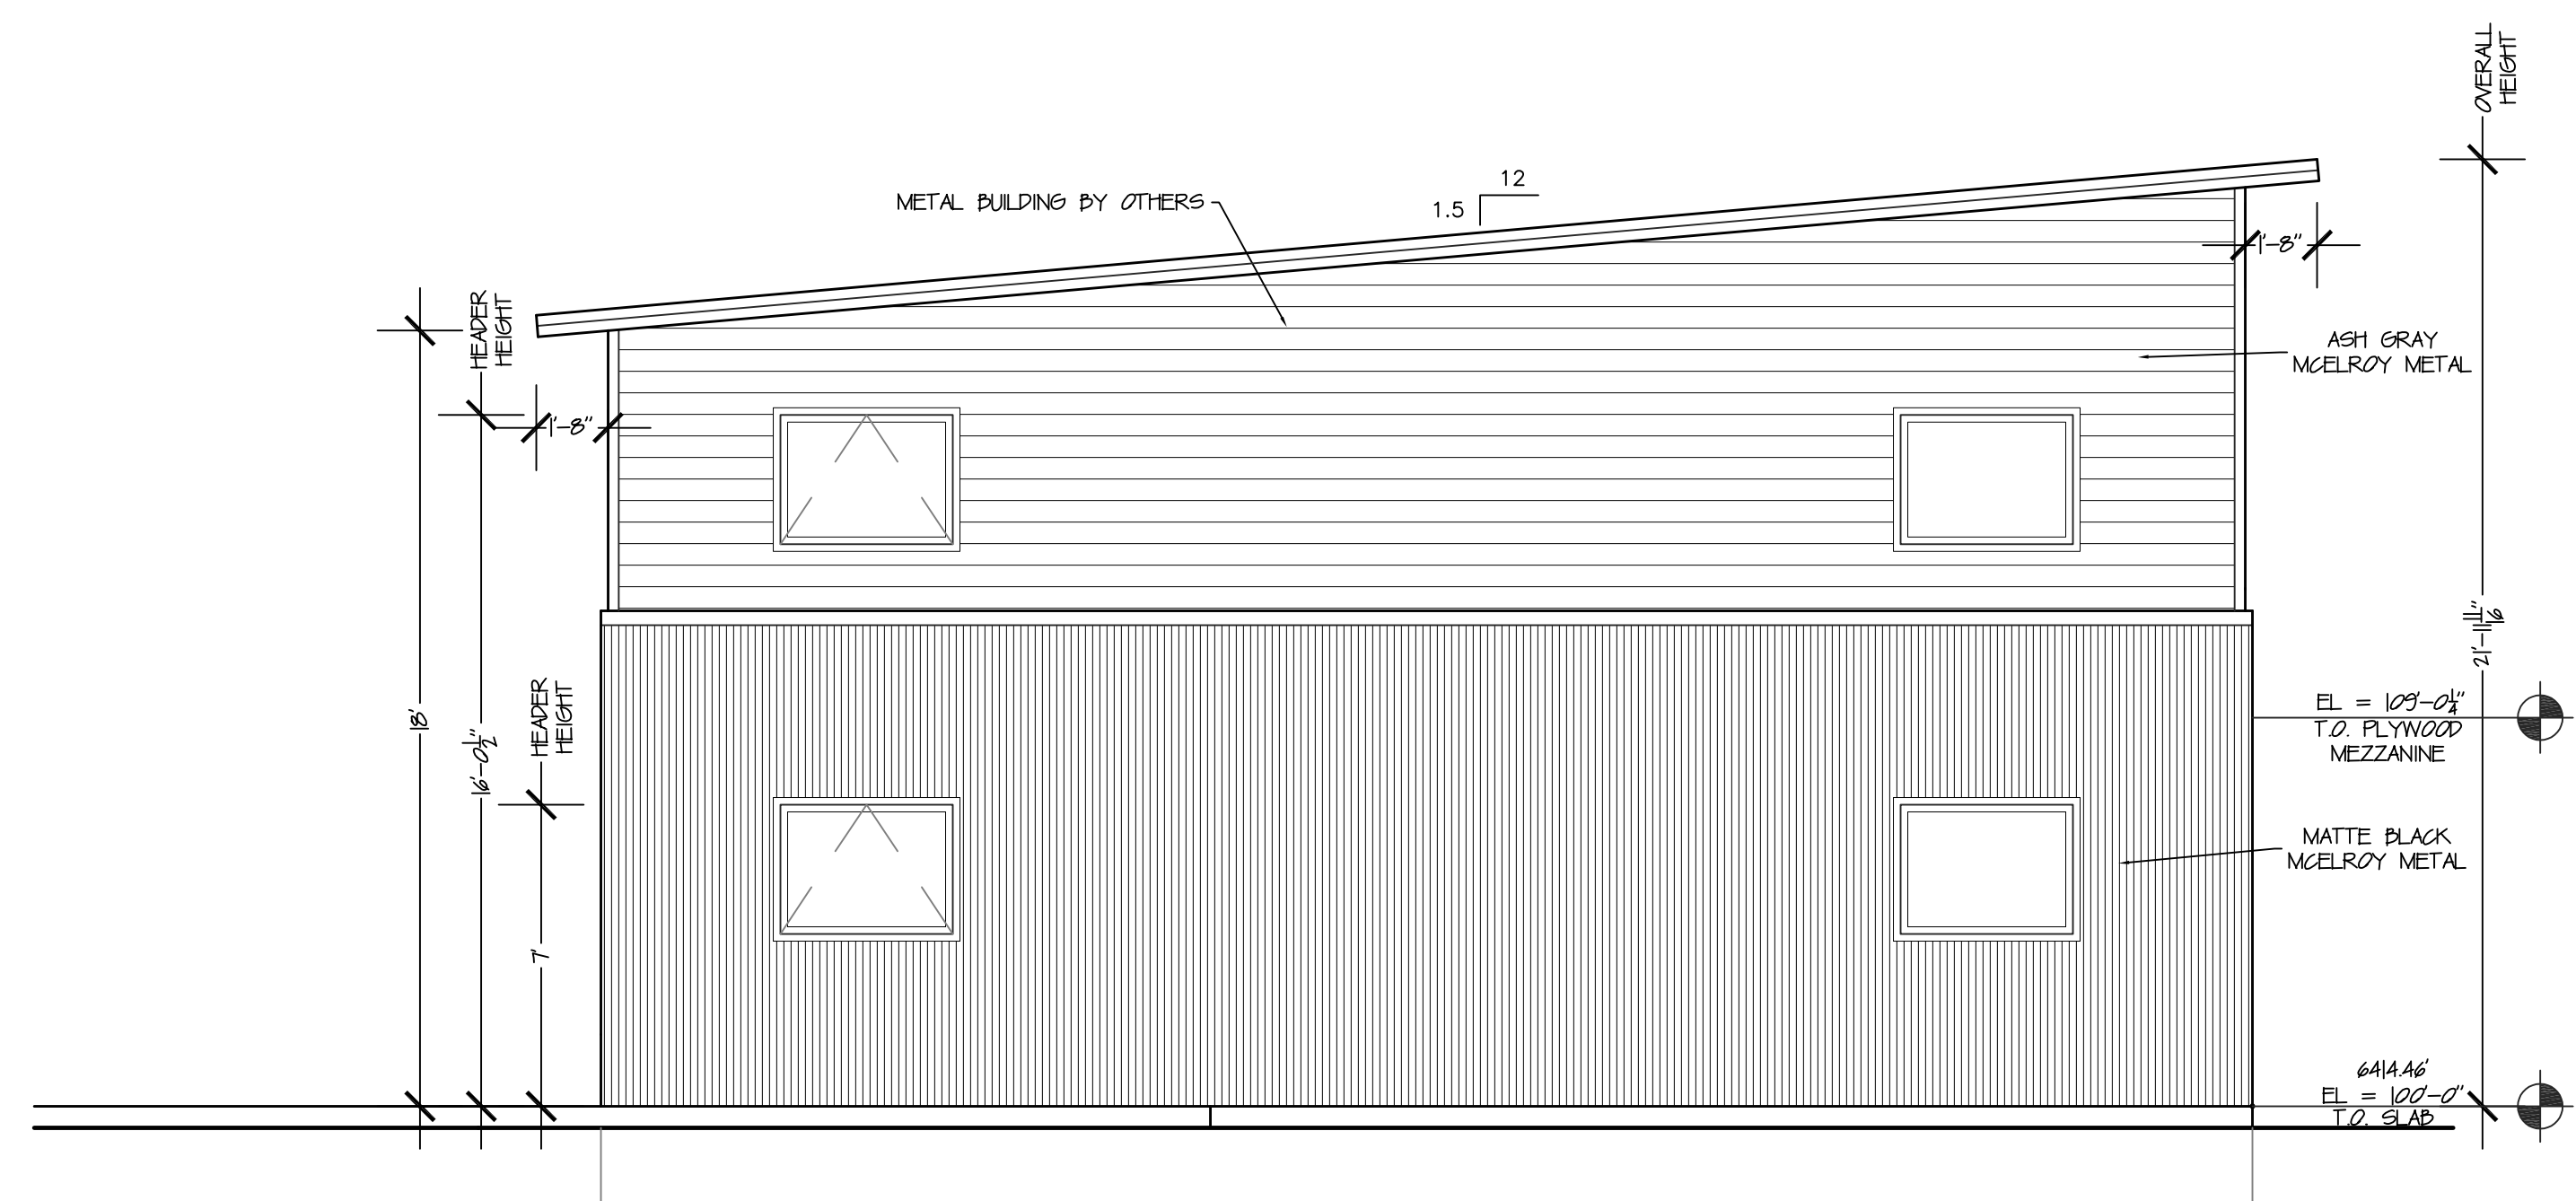 OVERALL
HEIGHT
12
1.5
METAL BUILDING BY OTHERS
1'-8"
HEADER
HEIGHT
ASH GRAY
MCELROY METAL
1'-8"
21'-11 11/16"
HEADER
HEIGHT
18'
16'-0 1/2"
EL = 109'-0 1/4"
T.O. PLYWOOD
MEZZANINE
MATTE BLACK
MCELROY METAL
7'
6414.46'
EL = 100'-0"
T.O. SLAB